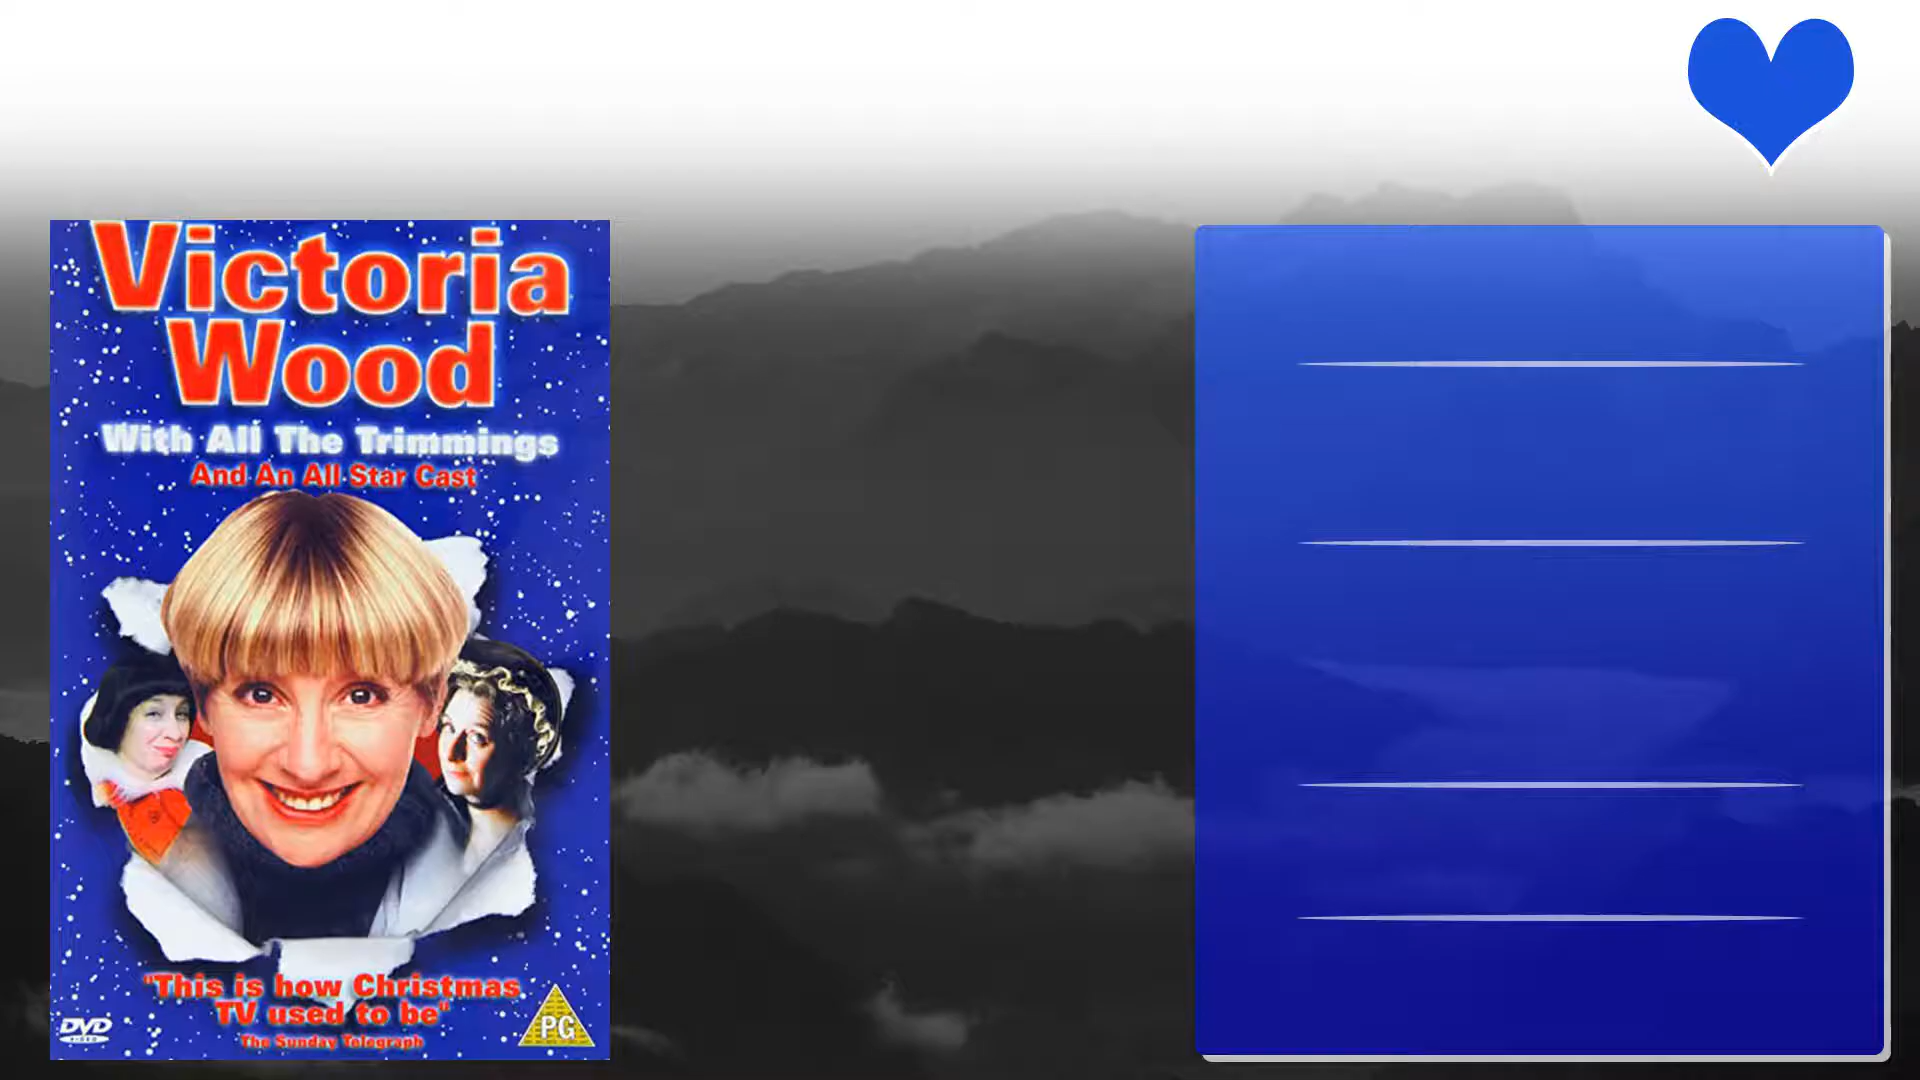 Victoria
Wood
With All The Trimmings
And An All Star Cast
"This is how Christmas
TV used to be"
The Sunday Telegraph
DVD
VIDEO
PG